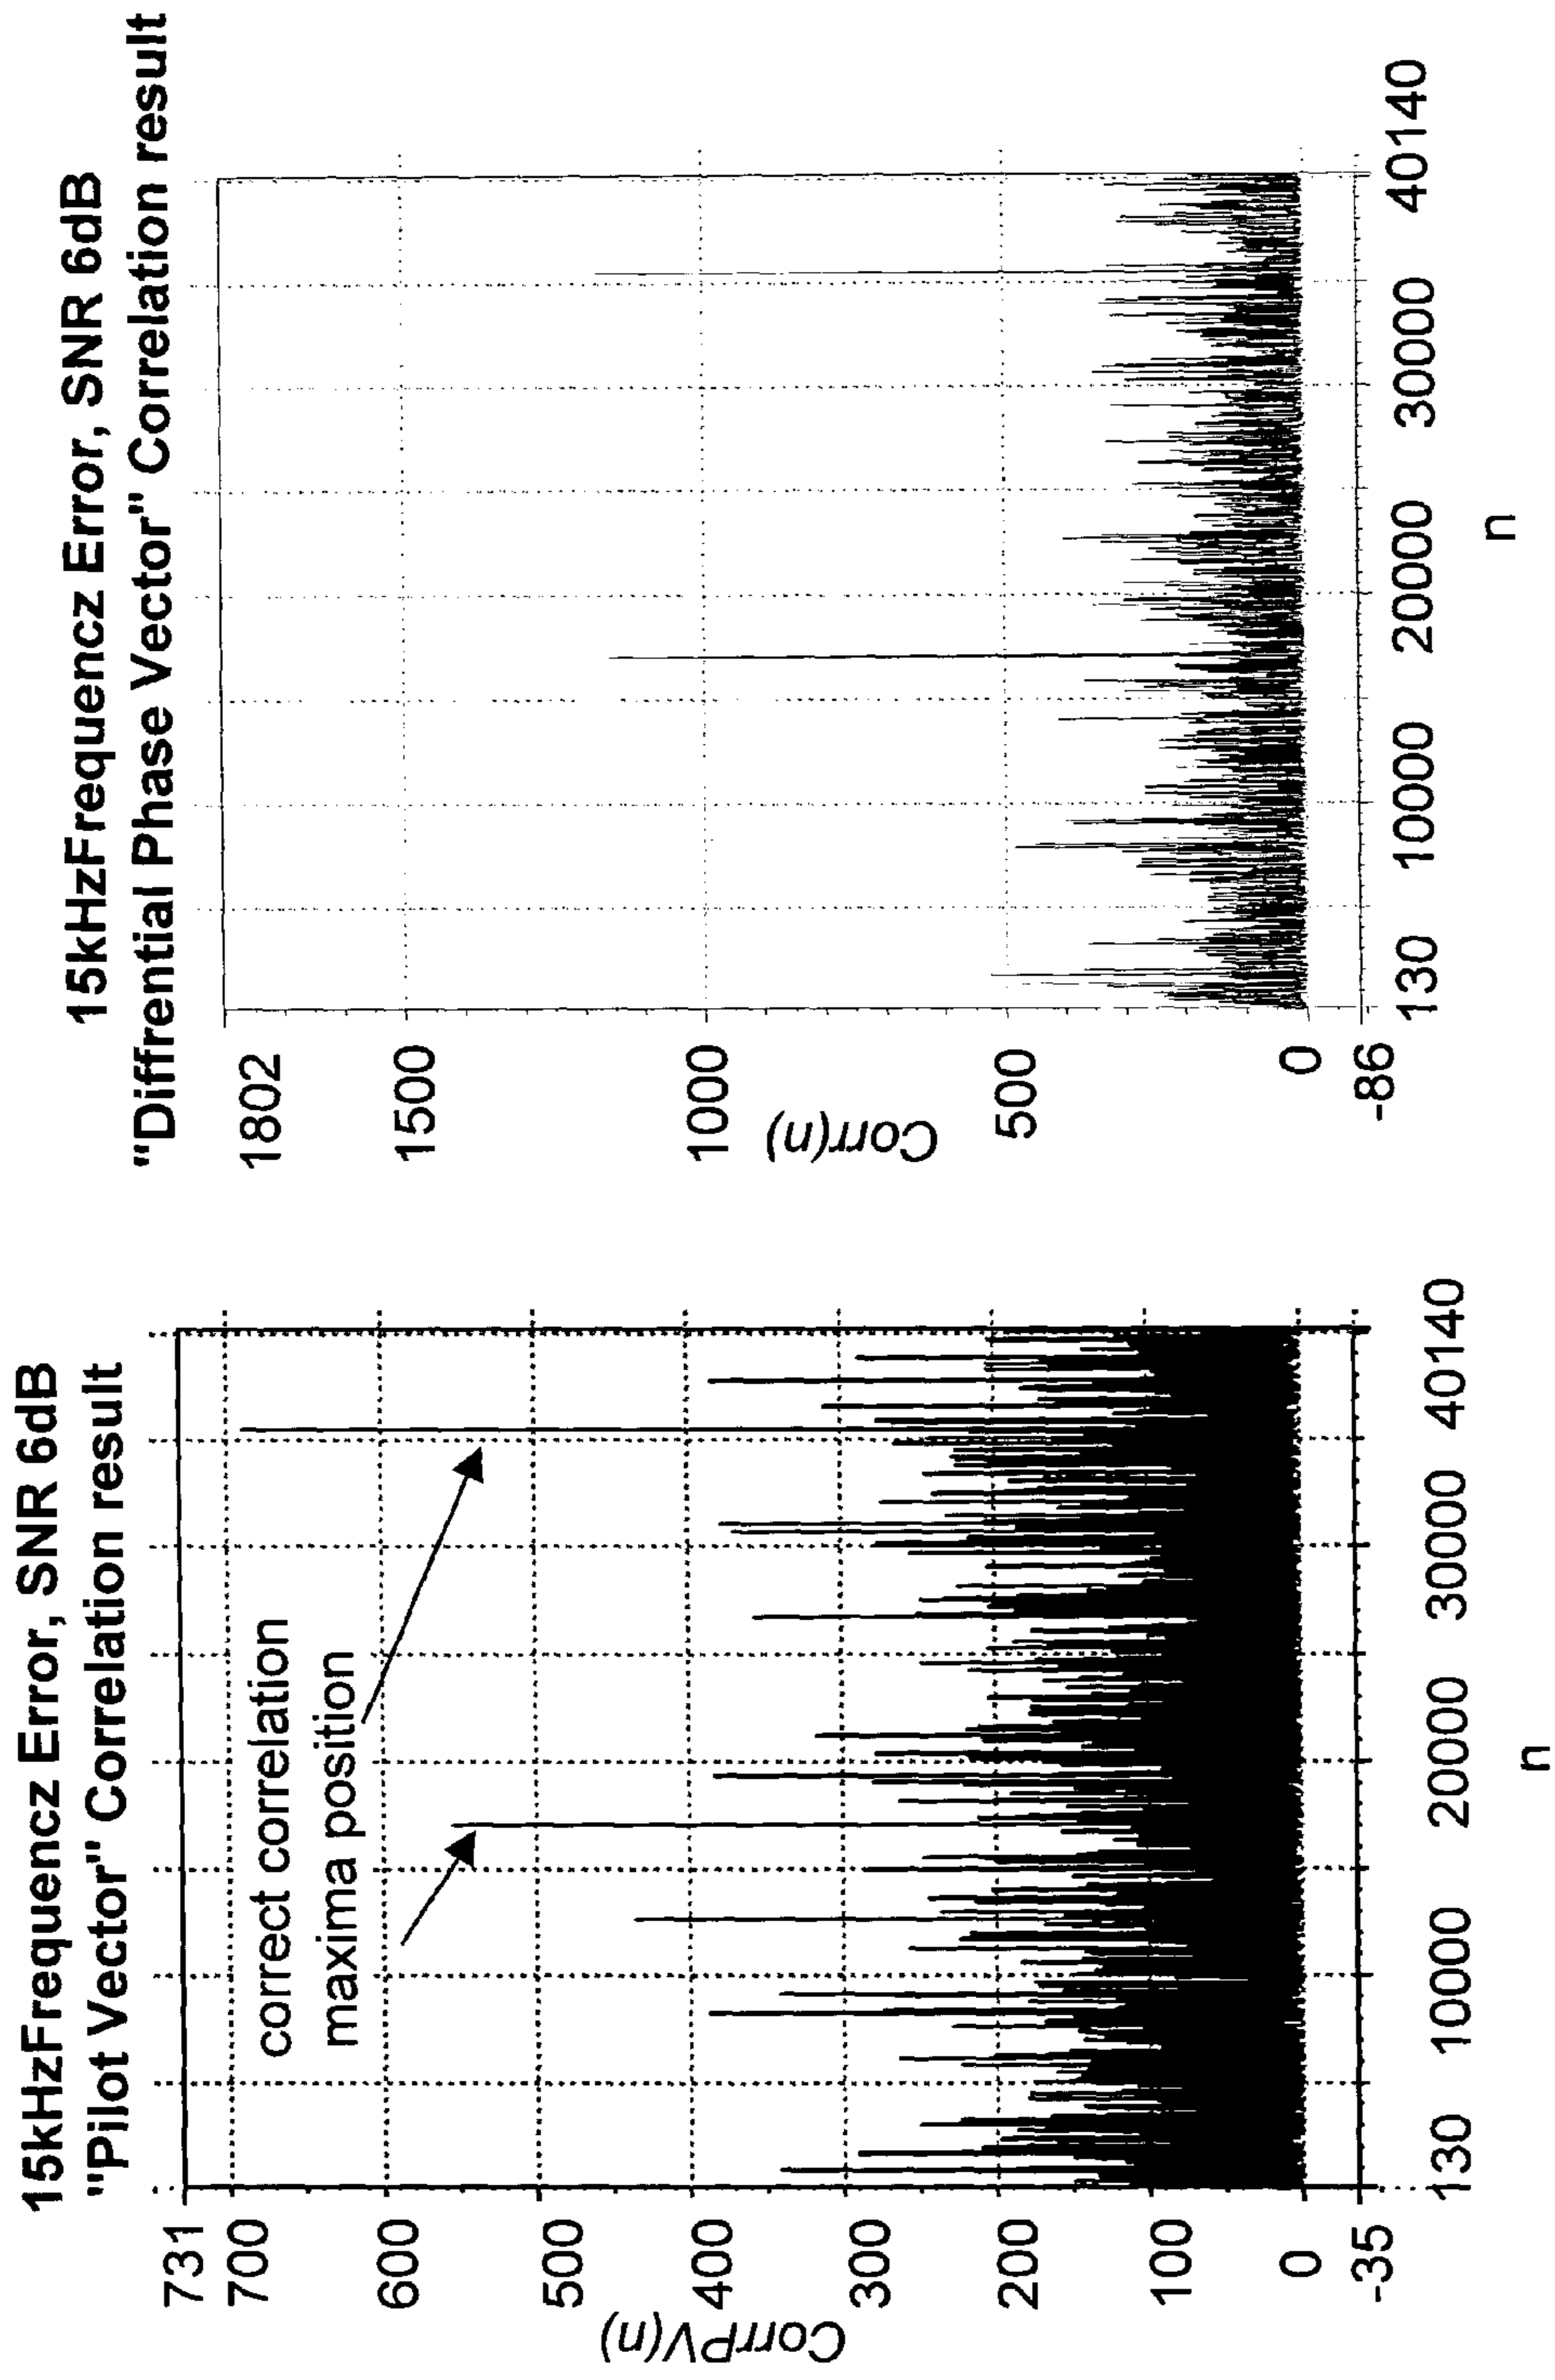 15kHzFrequencz Error, SNR 6dB
"Pilot Vector" Correlation result
731
700
600
500
400
300
200
100
0
-35
CorrPV(n)
correct correlation
maxima position
130
10000
20000
30000
40140
n
15kHzFrequencz Error, SNR 6dB
"Diffrential Phase Vector" Correlation result
1802
1500
1000
500
0
-86
Corr(n)
130
10000
20000
30000
40140
n